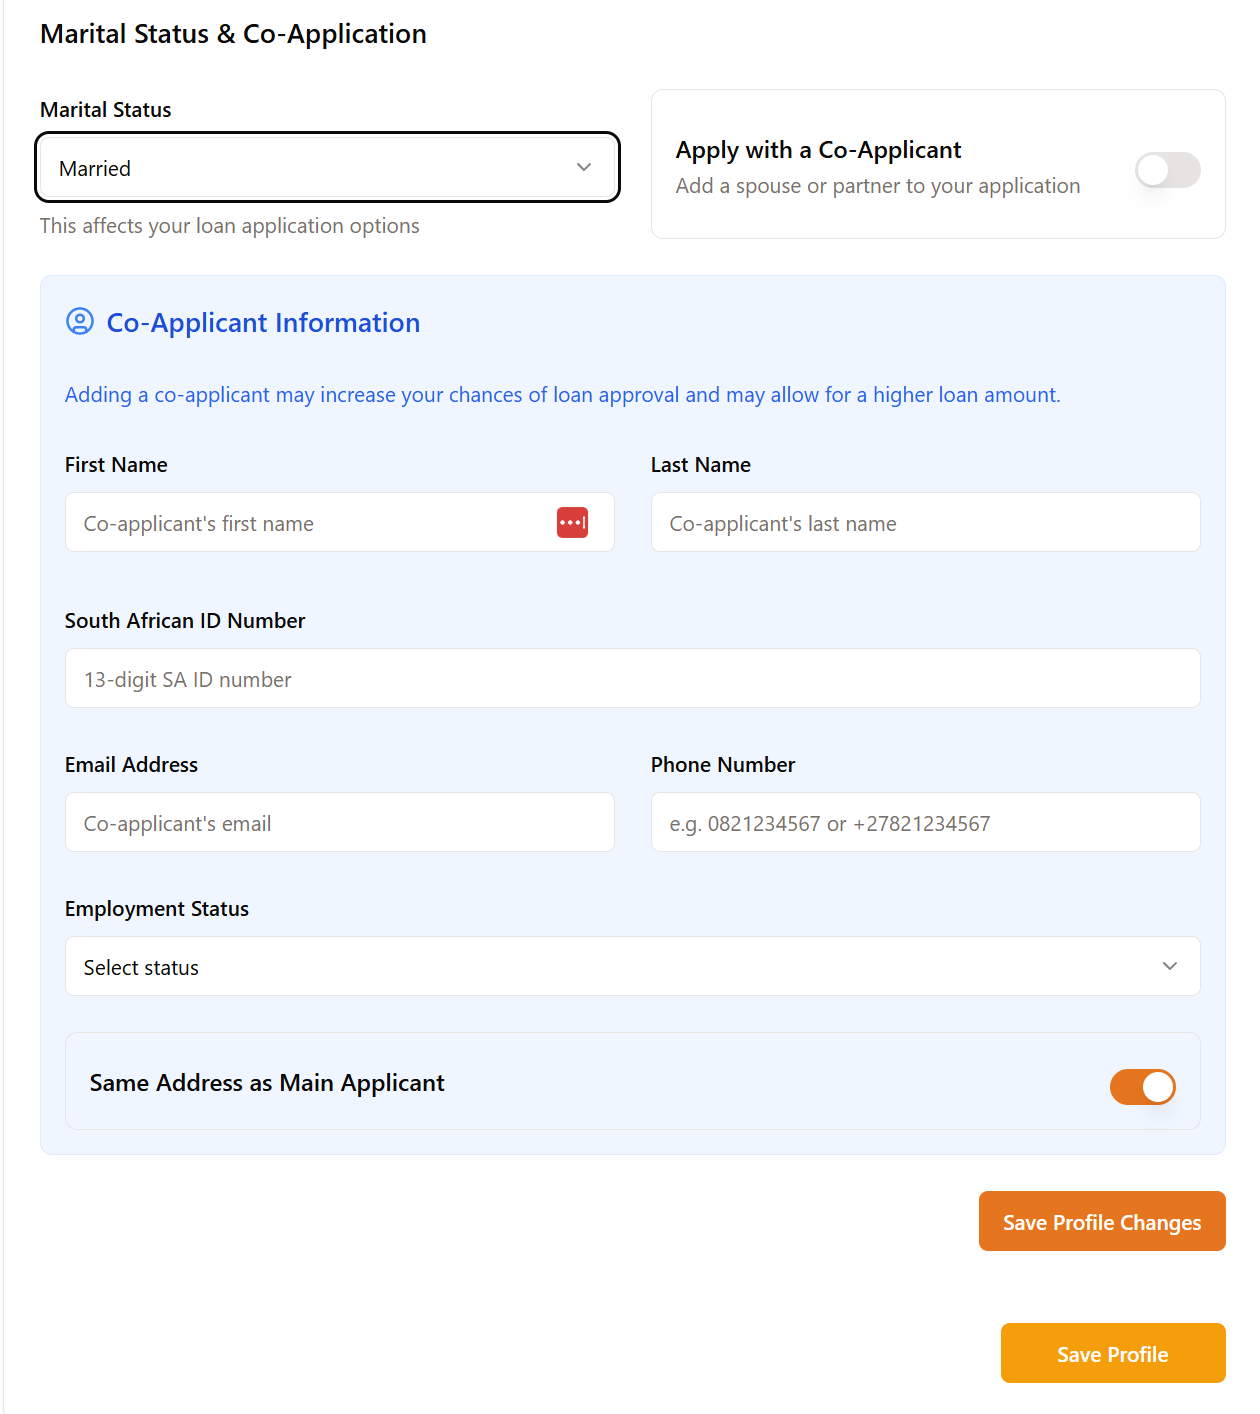 Marital Status & Co-Application
Marital Status
Married
This affects your loan application options
Apply with a Co-Applicant
Add a spouse or partner to your application
Co-Applicant Information
Adding a co-applicant may increase your chances of loan approval and may allow for a higher loan amount.
First Name
Co-applicant's first name
Last Name
Co-applicant's last name
South African ID Number
13-digit SA ID number
Email Address
Co-applicant's email
Phone Number
e.g. 0821234567 or +27821234567
Employment Status
Select status
Same Address as Main Applicant
Save Profile Changes
Save Profile